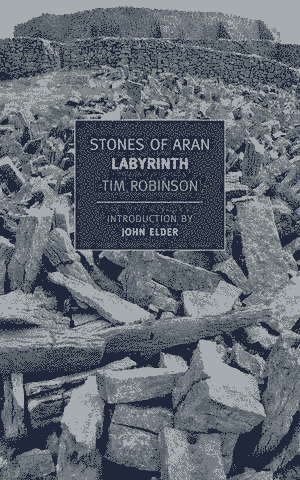 STONES OF ARAN
LABYRINTH
TIM ROBINSON
INTRODUCTION BY
JOHN ELDER